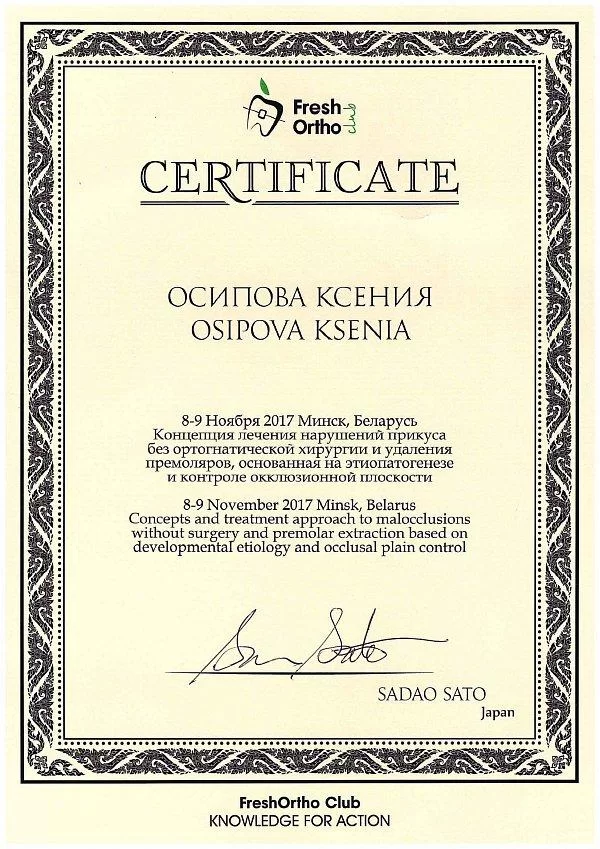 Fresh
Ortho club
CERTIFICATE
ОСИПОВА КСЕНИЯ
OSIPOVA KSENIA
8-9 Ноября 2017 Минск, Беларусь
Концепция лечения нарушений прикуса
без ортогнатической хирургии и удаления
премоляров, основанная на этиопатогенезе
и контроле окклюзионной плоскости
8-9 November 2017 Minsk, Belarus
Concepts and treatment approach to malocclusions
without surgery and premolar extraction based on
developmental etiology and occlusal plain control
Sadao Sato
SADAO SATO
Japan
FreshOrtho Club
KNOWLEDGE FOR ACTION